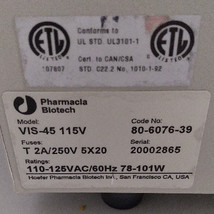 Conforms to
UL STD. UL3101-1
Cert. to CAN/CSA
STD. C22.2 No. 1010-1-92
Pharmacia
Biotech
Model: Code No:
VIS-45 115V 80-6076-39
Fuses: Serial:
T 2A/250V 5X20 20002865
Ratings:
110-125VAC/60Hz 78-101W
Hoefer Pharmacia Biotech Inc., San Francisco CA, USA